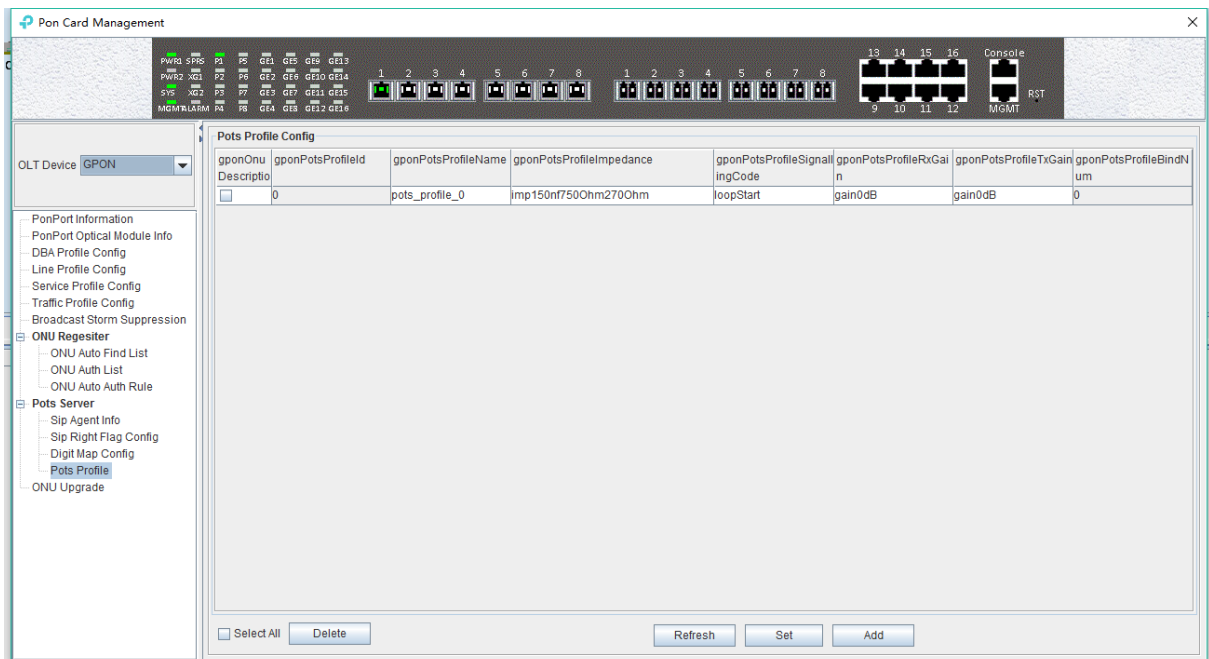 Pon Card Management
PWR1 SPRS P1 P5 GE1 GE5 GE9 GE13
PWR2 XG1 P2 P6 GE2 GE6 GE10 GE14
SYS XG2 P3 P7 GE3 GE7 GE11 GE15
MGMT ALARM P4 P8 GE4 GE8 GE12 GE16
1 2 3 4 5 6 7 8
1 2 3 4 5 6 7 8
13 14 15 16
9 10 11 12
Console
MGMT
RST
OLT Device GPON
PonPort Information
PonPort Optical Module Info
DBA Profile Config
Line Profile Config
Service Profile Config
Traffic Profile Config
Broadcast Storm Suppression
ONU Regesiter
ONU Auto Find List
ONU Auth List
ONU Auto Auth Rule
Pots Server
Sip Agent Info
Sip Right Flag Config
Digit Map Config
Pots Profile
ONU Upgrade
Pots Profile Config
gponOnu Descriptio gponPotsProfileId gponPotsProfileName gponPotsProfileImpedance gponPotsProfileSignallingCode gponPotsProfileRxGain gponPotsProfileTxGain gponPotsProfileBindNum
0 pots_profile_0 imp150nf750Ohm270Ohm loopStart gain0dB gain0dB 0
Select All Delete Refresh Set Add